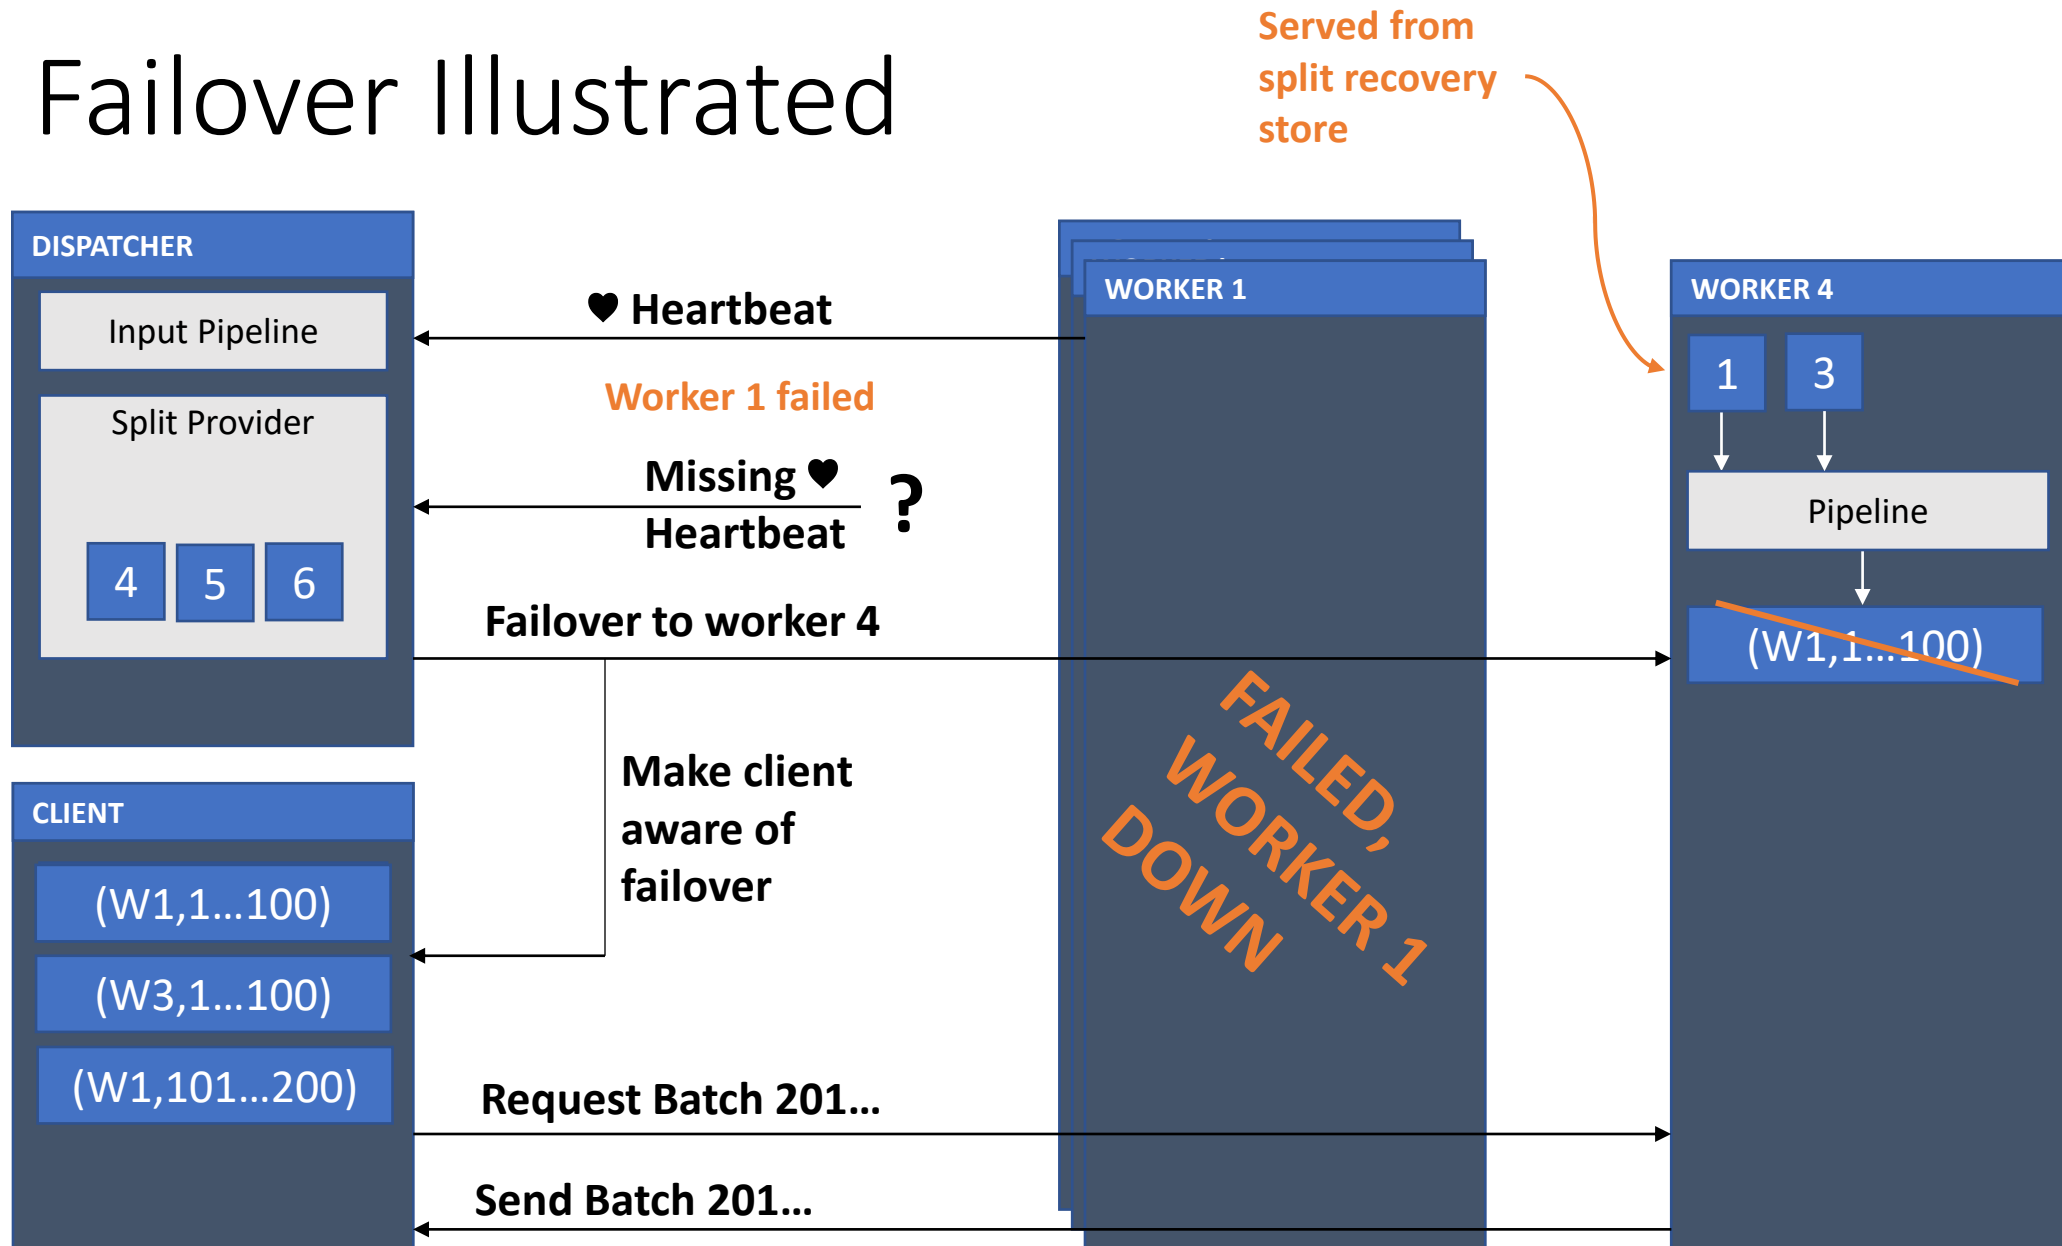 Failover Illustrated
Served from
split recovery
store
DISPATCHER
Input Pipeline
Split Provider
4
5
6
♥ Heartbeat
Worker 1 failed
Missing ♥
Heartbeat
?
Failover to worker 4
Make client
aware of
failover
CLIENT
(W1,1...100)
(W3,1...100)
(W1,101...200)
Request Batch 201...
Send Batch 201...
WORKER 1
FAILED,
WORKER 1
DOWN
WORKER 4
1
3
Pipeline
(W1,1...100)